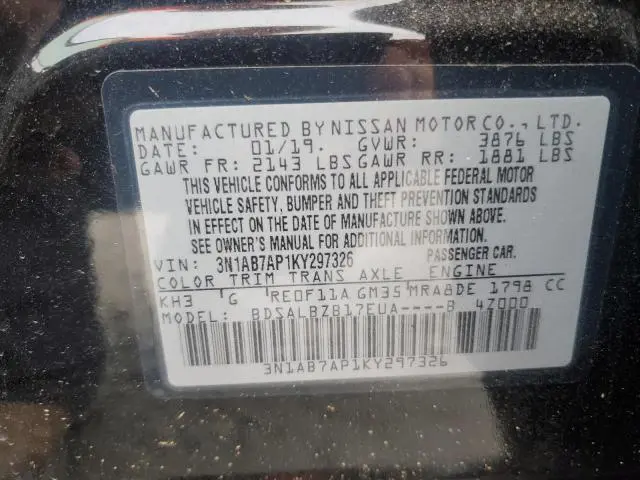 MANUFACTURED BY NISSAN MOTOR CO., LTD.
DATE: 01/19. GVWR: 3876 LBS
GAWR FR: 2143 LBS GAWR RR: 1881 LBS
THIS VEHICLE CONFORMS TO ALL APPLICABLE FEDERAL MOTOR
VEHICLE SAFETY, BUMPER AND THEFT PREVENTION STANDARDS
IN EFFECT ON THE DATE OF MANUFACTURE SHOWN ABOVE.
SEE OWNER'S MANUAL FOR ADDITIONAL INFORMATION.
VIN: 3N1AB7AP1KY297326 PASSENGER CAR.
COLOR TRIM TRANS AXLE ENGINE
KH3 G RE0F11A GM35 MRA8DE 1798 CC
MODEL: BDSALBZB17EUA----B 4Z000
3N1AB7AP1KY297326